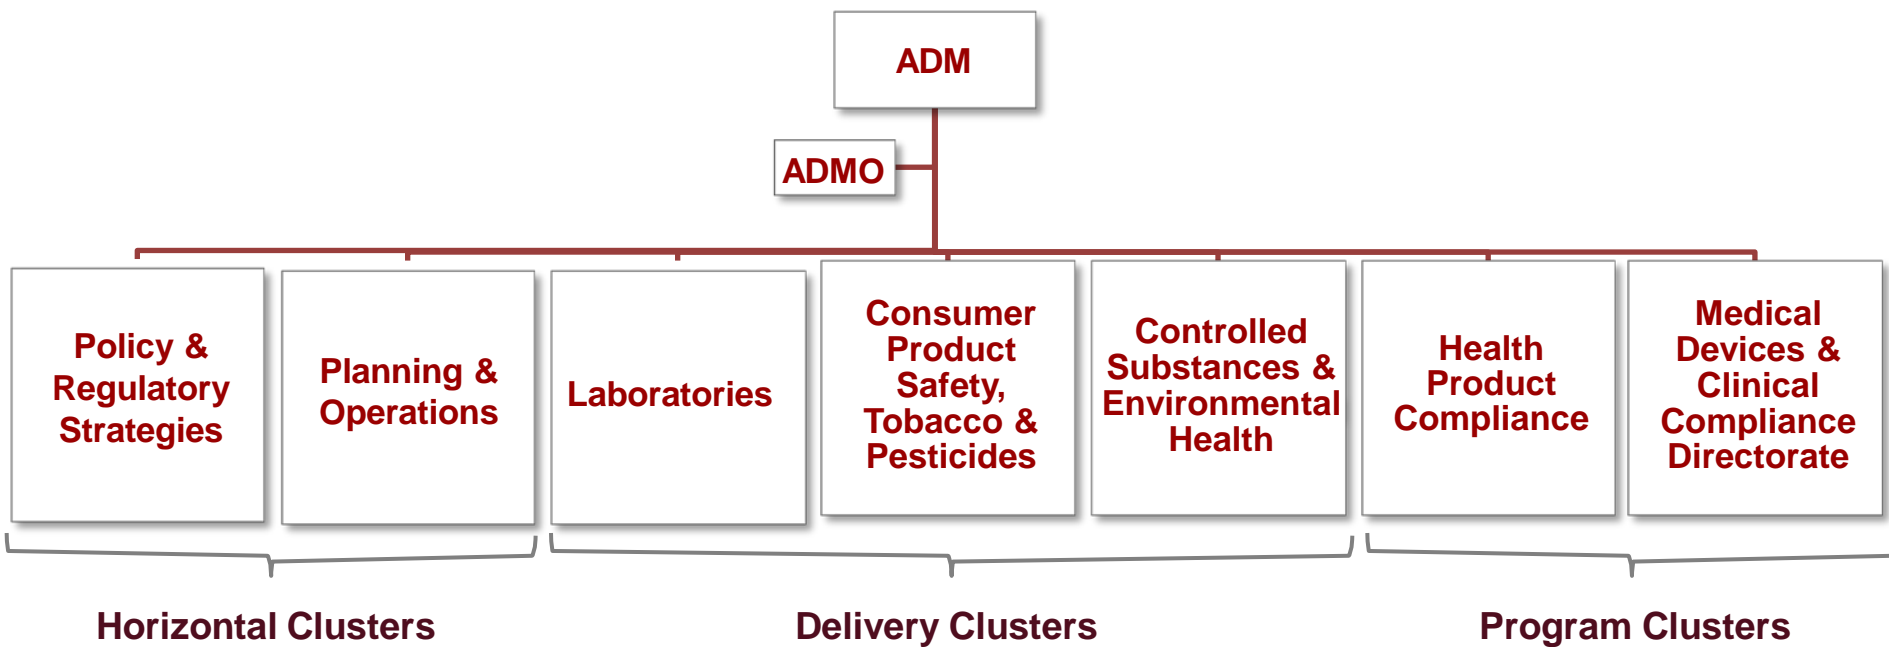 ADM
ADMO
Policy &
Regulatory
Strategies
Planning &
Operations
Laboratories
Consumer
Product
Safety,
Tobacco &
Pesticides
Controlled
Substances &
Environmental
Health
Health
Product
Compliance
Medical
Devices &
Clinical
Compliance
Directorate
Horizontal Clusters
Delivery Clusters
Program Clusters